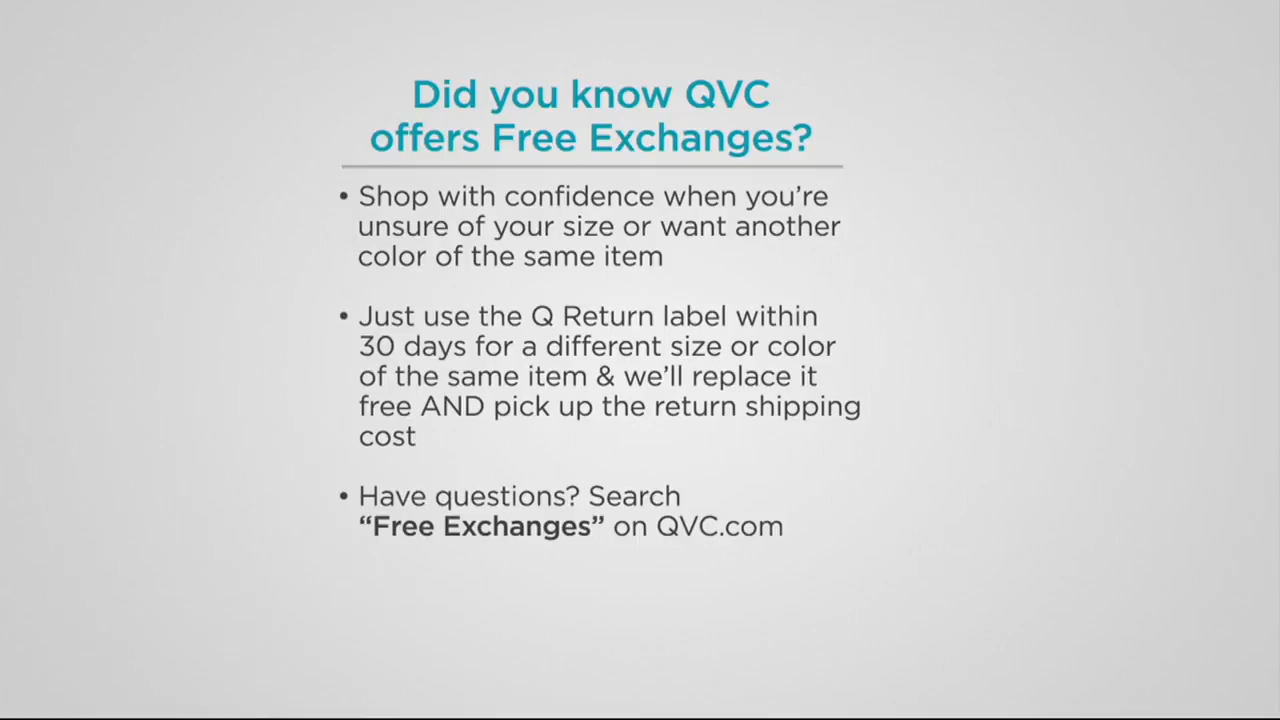 Did you know QVC
offers Free Exchanges?
• Shop with confidence when you’re
unsure of your size or want another
color of the same item
• Just use the Q Return label within
30 days for a different size or color
of the same item & we’ll replace it
free AND pick up the return shipping
cost
• Have questions? Search
“Free Exchanges” on QVC.com